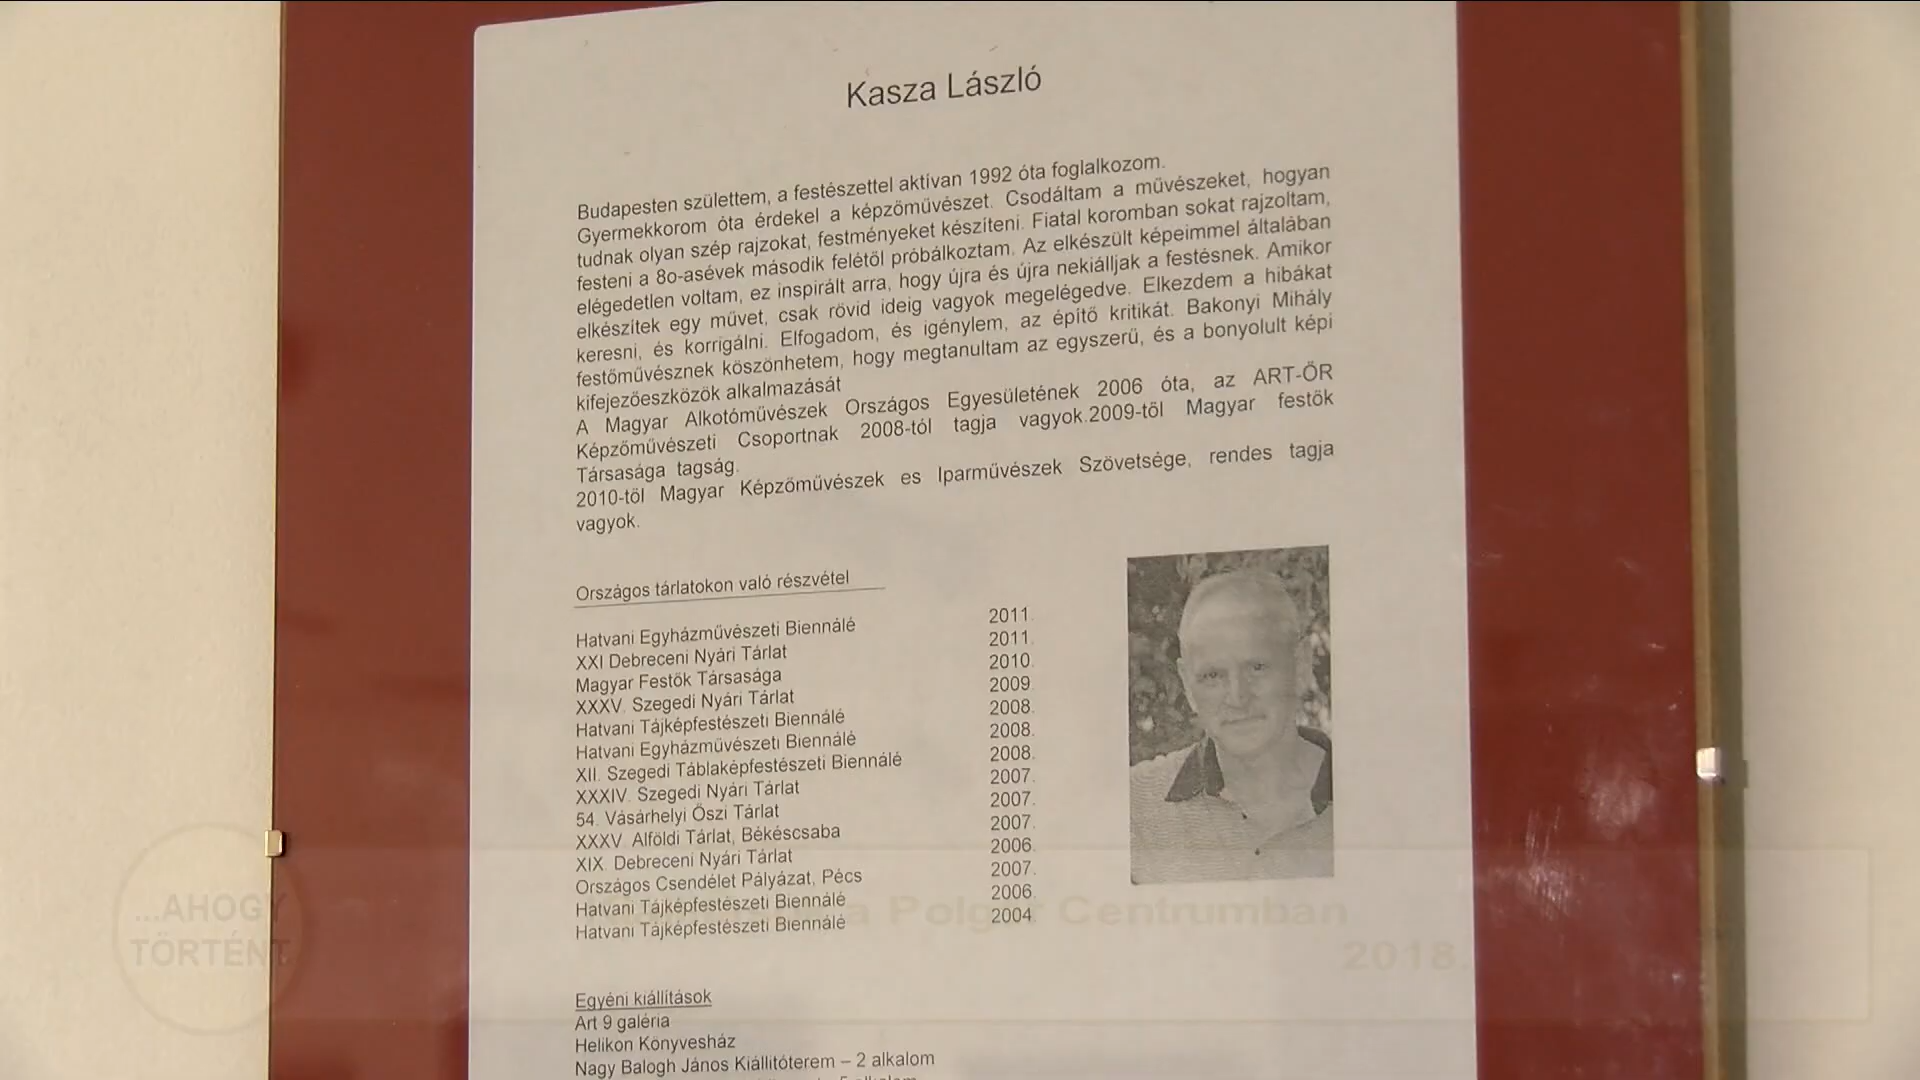 Kasza László
Budapesten születtem, a festészettel aktívan 1992 óta foglalkozom.
Gyermekkorom óta érdekel a képzőművészet. Csodáltam a művészeket, hogyan
tudnak olyan szép rajzokat, festményeket készíteni. Fiatal koromban sokat rajzoltam,
festeni a 8o-asévek második felétől próbálkoztam. Az elkészült képeimmel általában
elégedetlen voltam, ez inspirált arra, hogy újra és újra nekiálljak a festésnek. Amikor
elkészítek egy művet, csak rövid ideig vagyok megelégedve. Elkezdem a hibákat
keresni, és korrigálni. Elfogadom, és igénylem, az építő kritikát. Bakonyi Mihály
festőművésznek köszönhetem, hogy megtanultam az egyszerű, és a bonyolult képi
kifejezőeszközök alkalmazását
A Magyar Alkotóművészek Országos Egyesületének 2006 óta, az ART-ŐR
Képzőművészeti Csoportnak 2008-tól tagja vagyok.2009-től Magyar festők
Társasága tagság.
2010-től Magyar Képzőművészek es Iparművészek Szövetsége, rendes tagja
vagyok.
Országos tárlatokon való részvétel
Hatvani Egyházművészeti Biennálé 2011.
XXI Debreceni Nyári Tárlat 2011.
Magyar Festők Társasága 2010.
XXXV. Szegedi Nyári Tárlat 2009.
Hatvani Tájképfestészeti Biennálé 2008.
Hatvani Egyházművészeti Biennálé 2008.
XII. Szegedi Táblaképfestészeti Biennálé 2008.
XXXIV. Szegedi Nyári Tárlat 2007.
54. Vásárhelyi Őszi Tárlat 2007.
XXXV. Alföldi Tárlat, Békéscsaba 2007.
XIX. Debreceni Nyári Tárlat 2006.
Országos Csendélet Pályázat, Pécs 2007.
Hatvani Tájképfestészeti Biennálé 2006.
Hatvani Tájképfestészeti Biennálé 2004.
Egyéni kiállítások
Art 9 galéria
Helikon Könyvesház
Nagy Balogh János Kiállítóterem – 2 alkalom
...AHOGY
TÖRTÉNT
a Polgár Centrumban
2018.